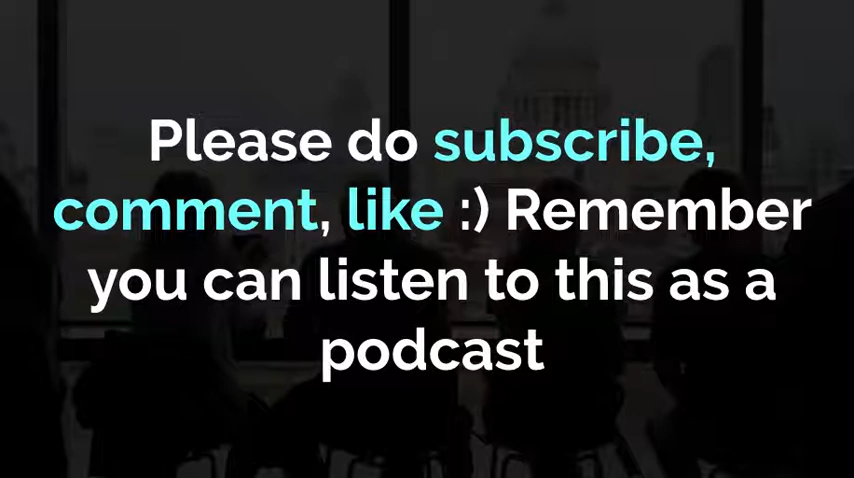 Please do subscribe,
comment, like :) Remember
you can listen to this as a
podcast